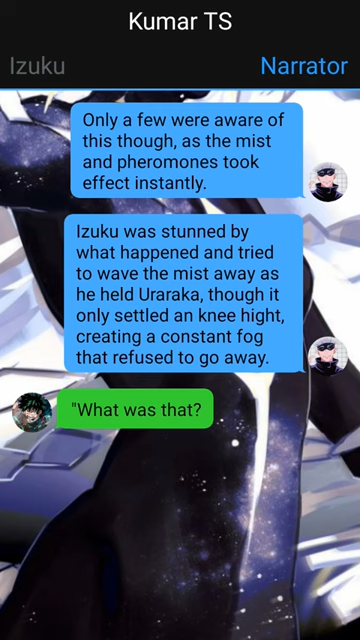 Kumar TS
Izuku
Narrator
Only a few were aware of
this though, as the mist
and pheromones took
effect instantly.
Izuku was stunned by
what happened and tried
to wave the mist away as
he held Uraraka, though it
only settled an knee hight,
creating a constant fog
that refused to go away.
"What was that?